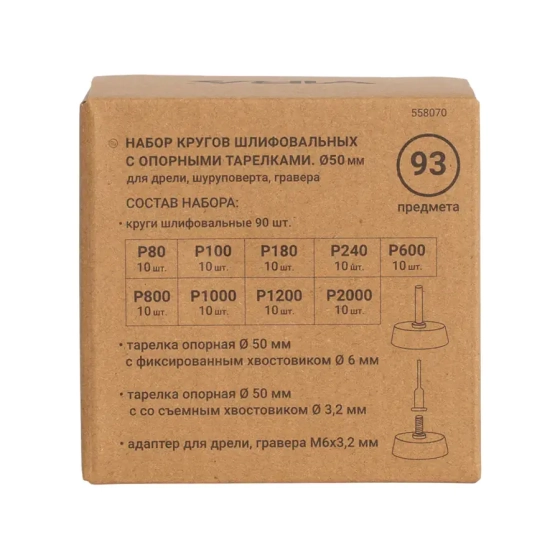 558070
НАБОР КРУГОВ ШЛИФОВАЛЬНЫХ
С ОПОРНЫМИ ТАРЕЛКАМИ. Ø50 мм
для дрели, шуруповерта, гравера
93
предмета
СОСТАВ НАБОРА:
• круги шлифовальные 90 шт.
P80 P100 P180 P240 P600
10 шт. 10 шт. 10 шт. 10 шт. 10 шт.
P800 P1000 P1200 P2000
10 шт. 10 шт. 10 шт. 10 шт.
• тарелка опорная Ø 50 мм
с фиксированным хвостовиком Ø 6 мм
• тарелка опорная Ø 50 мм
с со съемным хвостовиком Ø 3,2 мм
• адаптер для дрели, гравера М6х3,2 мм